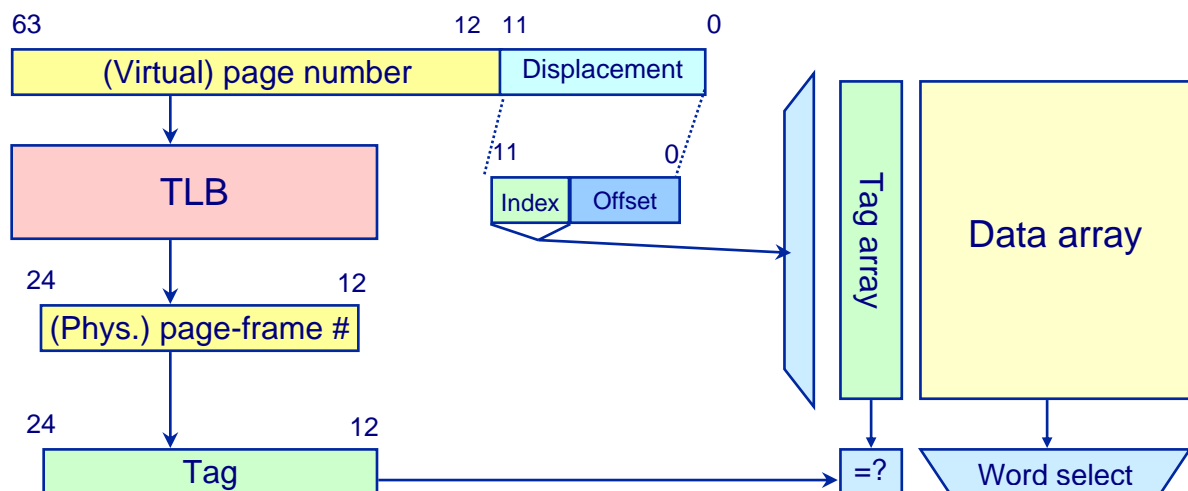 63
12
11
0
(Virtual) page number
Displacement
11
0
TLB
Index
Offset
Tag array
Data array
24
12
(Phys.) page-frame #
24
12
Tag
=?
Word select